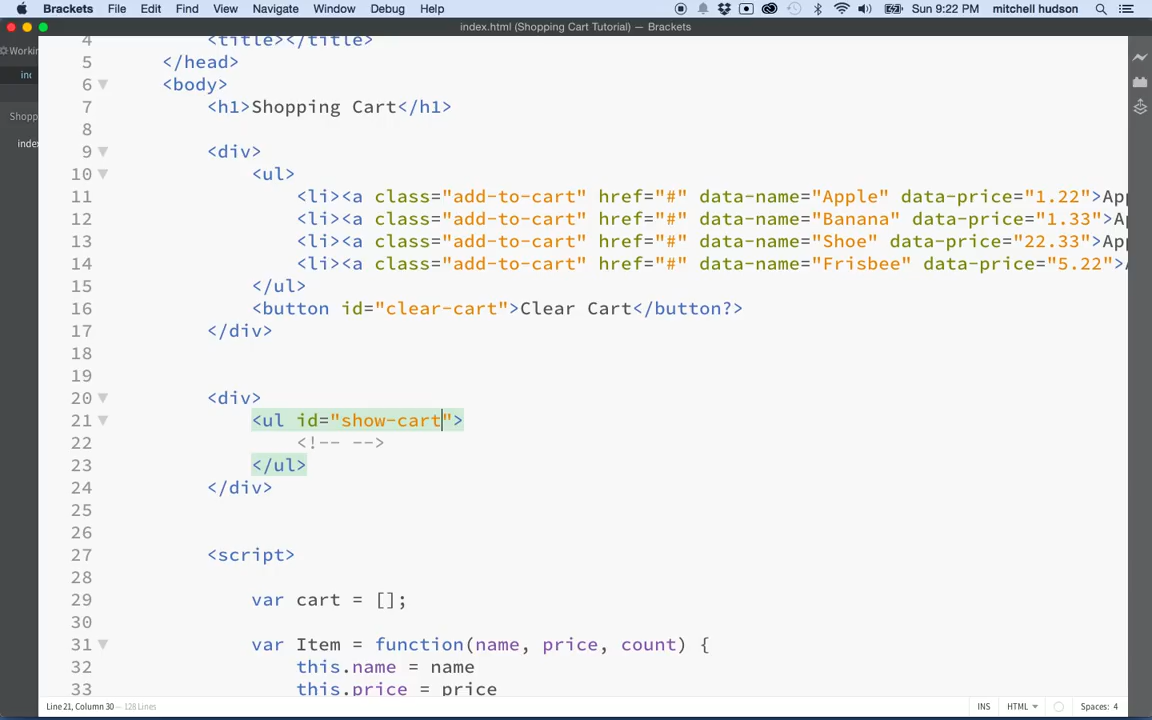 Brackets File Edit View Navigate Window Debug Help Sun 9:22 PM mitchell hudson
index.html (Shopping Cart Tutorial) — Brackets
4 <title></title>
5 </head>
6 <body>
7 <h1>Shopping Cart</h1>
8
9 <div>
10 <ul>
11 <li><a class="add-to-cart" href="#" data-name="Apple" data-price="1.22">Ap
12 <li><a class="add-to-cart" href="#" data-name="Banana" data-price="1.33">A
13 <li><a class="add-to-cart" href="#" data-name="Shoe" data-price="22.33">Ap
14 <li><a class="add-to-cart" href="#" data-name="Frisbee" data-price="5.22">
15 </ul>
16 <button id="clear-cart">Clear Cart</button?>
17 </div>
18
19
20 <div>
21 <ul id="show-cart">
22 <!-- -->
23 </ul>
24 </div>
25
26
27 <script>
28
29 var cart = [];
30
31 var Item = function(name, price, count) {
32 this.name = name
33 this.price = price
Workin
inc
Shopp
inde
Line 21, Column 30 — 128 Lines INS HTML Spaces: 4